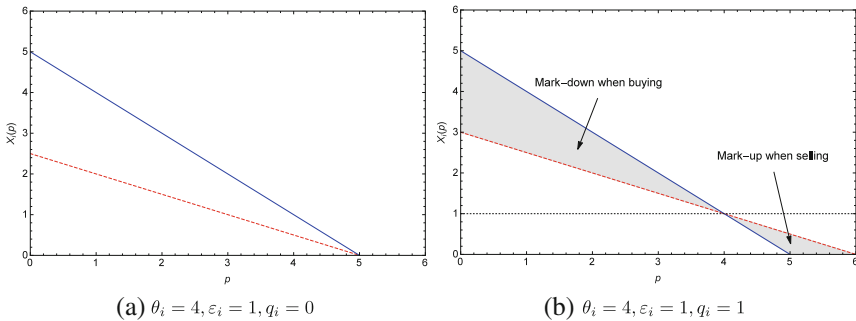 6
5
4
3
2
1
0
X_i(p)
0 1 2 3 4 5 6
p
(a) θ_i = 4, ε_i = 1, q_i = 0
6
5
4
3
2
1
0
X_i(p)
Mark–down when buying
Mark–up when selling
0 1 2 3 4 5 6
p
(b) θ_i = 4, ε_i = 1, q_i = 1